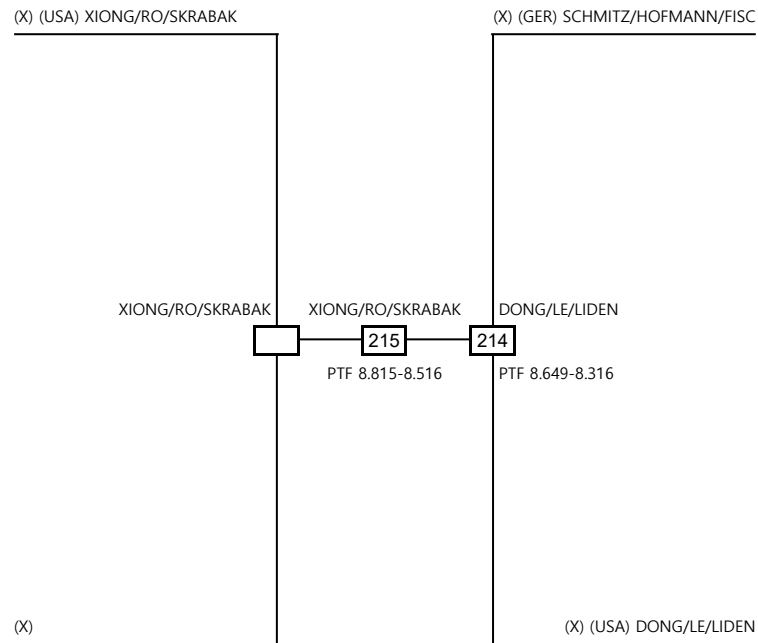 (X) (USA) XIONG/RO/SKRABAK
(X) (GER) SCHMITZ/HOFMANN/FISC
XIONG/RO/SKRABAK
XIONG/RO/SKRABAK
DONG/LE/LIDEN
215
214
PTF 8.815-8.516
PTF 8.649-8.316
(X)
(X) (USA) DONG/LE/LIDEN